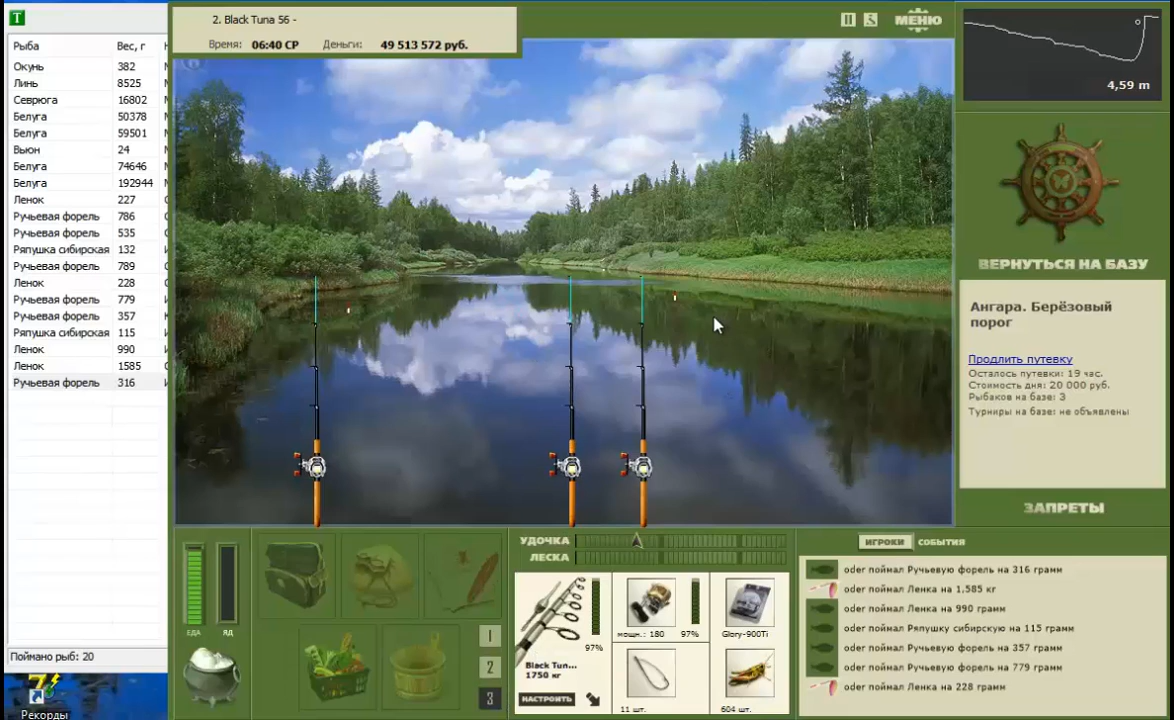 T
Рыба Вес, г
Окунь 382
Линь 8525
Севрюга 16802
Белуга 50378
Белуга 59501
Вьюн 24
Белуга 74646
Белуга 192944
Ленок 227
Ручьевая форель 786
Ручьевая форель 535
Ряпушка сибирская 132
Ручьевая форель 789
Ленок 228
Ручьевая форель 779
Ручьевая форель 357
Ряпушка сибирская 115
Ленок 990
Ленок 1585
Ручьевая форель 316
Поймано рыб: 20
Рекорды
2. Black Tuna 56 -
Время: 06:40 СР Деньги: 49 513 572 руб.
МЕНЮ
4,59 m
ВЕРНУТЬСЯ НА БАЗУ
Ангара. Берёзовый
порог
Продлить путевку
Осталось путевки: 19 час.
Стоимость дня: 20 000 руб.
Рыбаков на базе: 3
Турниры на базе: не объявлены
ЗАПРЕТЫ
ЕДА ЯД
1
2
3
УДОЧКА
ЛЕСКА
97%
Black Tun...
1750 кг
НАСТРОИТЬ
мощн.: 180 97%
Glory-900Ti
11 шт.
604 шт.
ИГРОКИ СОБЫТИЯ
oder поймал Ручьевую форель на 316 грамм
oder поймал Ленка на 1,585 кг
oder поймал Ленка на 990 грамм
oder поймал Ряпушку сибирскую на 115 грамм
oder поймал Ручьевую форель на 357 грамм
oder поймал Ручьевую форель на 779 грамм
oder поймал Ленка на 228 грамм